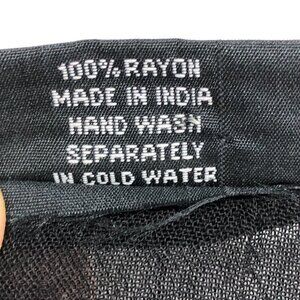 100% RAYON
MADE IN INDIA
HAND WASH
SEPARATELY
IN COLD WATER